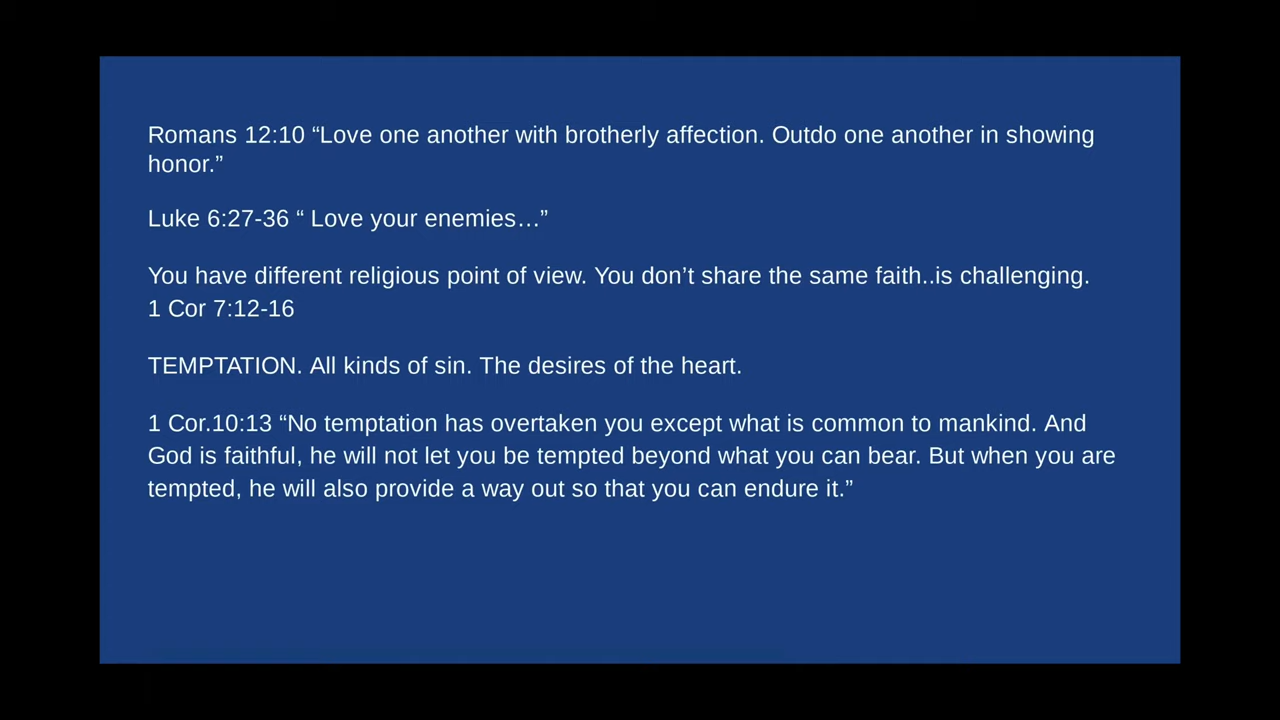 Romans 12:10 “Love one another with brotherly affection. Outdo one another in showing
honor.”
Luke 6:27-36 “ Love your enemies…”
You have different religious point of view. You don’t share the same faith..is challenging.
1 Cor 7:12-16
TEMPTATION. All kinds of sin. The desires of the heart.
1 Cor.10:13 “No temptation has overtaken you except what is common to mankind. And
God is faithful, he will not let you be tempted beyond what you can bear. But when you are
tempted, he will also provide a way out so that you can endure it.”